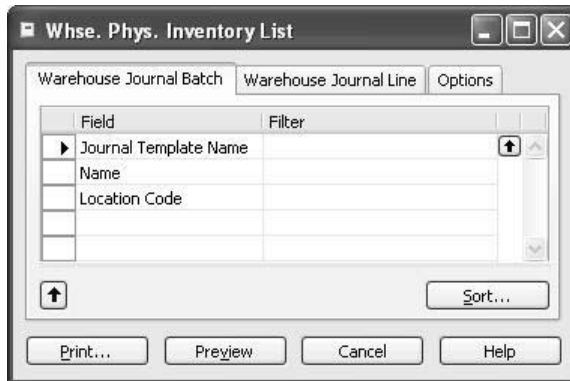 Whse. Phys. Inventory List
Warehouse Journal Batch Warehouse Journal Line Options
Field Filter
Journal Template Name
Name
Location Code
Sort...
Print... Preview Cancel Help